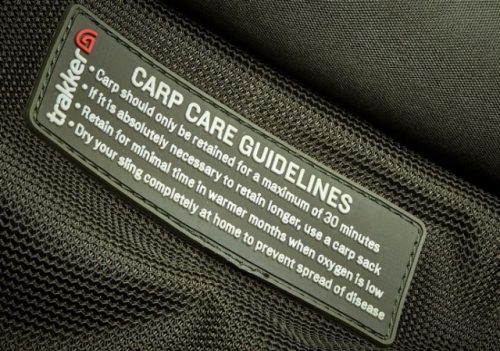 trakker
CARP CARE GUIDELINES
• Carp should only be retained for a maximum of 30 minutes
• If it is absolutely necessary to retain longer, use a carp sack
• Retain for minimal time in warmer months when oxygen is low
• Dry your sling completely at home to prevent spread of disease